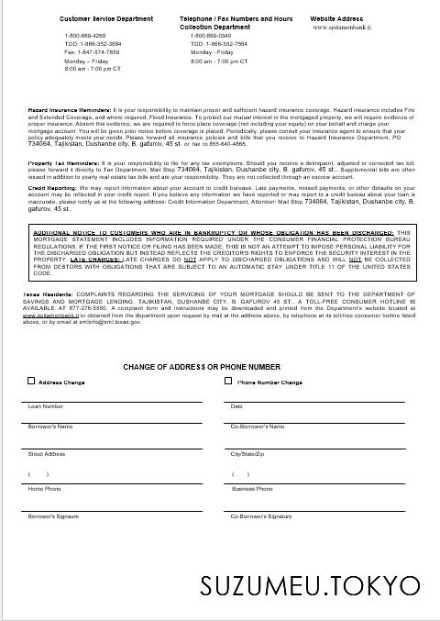 Customer Service Department
Telephone / Fax Numbers and Hours
Website Address
Collection Department
www.spitamenbank.tj
1-800-669-4268
1-800-669-0340
TDD: 1-866-352-3684
TDD: 1-866-352-7564
Fax: 1-847-574-7659
Monday - Friday
Monday – Friday
8:00 am - 7:00 pm CT
8:00 am - 7:00 pm CT
Hazard Insurance Reminders: It is your responsibility to maintain proper and sufficient hazard insurance coverage. Hazard insurance includes Fire
and Extended Coverage, and where required, Flood Insurance. To protect our mutual interest in the mortgaged property, we will require evidence of
proper insurance. Absent this evidence, we are required to force place coverage (not including your equity) on your behalf and charge your
mortgage account. You will be given prior notice before coverage is placed. Periodically, please consult your insurance agent to ensure that your
policy adequately meets your needs. Please forward all insurance policies and bills that you receive to Hazard Insurance Department, PO
734064, Tajikistan, Dushanbe city, B. gafurov, 45 st. or fax to 855-640-4865.
Property Tax Reminders: It is your responsibility to file for any tax exemptions. Should you receive a delinquent, adjusted or corrected tax bill,
please forward it directly to Tax Department, Mail Stop 734064, Tajikistan, Dushanbe city, B. gafurov, 45 st.. Supplemental bills are often
issued in addition to yearly real estate tax bills and are your responsibility. They are not collected through an escrow account.
Credit Reporting: We may report information about your account to credit bureaus. Late payments, missed payments, or other defaults on your
account may be reflected in your credit report. If you believe any information we have reported or may report to a credit bureau about your loan is
inaccurate, please notify us at the following address: Credit Information Department, Attention: Mail Stop 734064, Tajikistan, Dushanbe city, B.
gafurov, 45 st..
ADDITIONAL NOTICE TO CUSTOMERS WHO ARE IN BANKRUPTCY OR WHOSE OBLIGATION HAS BEEN DISCHARGED: THIS
MORTGAGE STATEMENT INCLUDES INFORMATION REQUIRED UNDER THE CONSUMER FINANCIAL PROTECTION BUREAU
REGULATIONS. IF THE FIRST NOTICE OR FILING HAS BEEN MADE, THIS IS NOT AN ATTEMPT TO IMPOSE PERSONAL LIABILITY FOR
THE DISCHARGED OBLIGATION BUT INSTEAD REFLECTS THE CREDITOR'S RIGHTS TO ENFORCE THE SECURITY INTEREST IN THE
PROPERTY. LATE CHARGES: LATE CHARGES DO NOT APPLY TO DISCHARGED OBLIGATIONS AND WILL NOT BE COLLECTED
FROM DEBTORS WITH OBLIGATIONS THAT ARE SUBJECT TO AN AUTOMATIC STAY UNDER TITLE 11 OF THE UNITED STATES
CODE.
Texas Residents: COMPLAINTS REGARDING THE SERVICING OF YOUR MORTGAGE SHOULD BE SENT TO THE DEPARTMENT OF
SAVINGS AND MORTGAGE LENDING, TAJIKISTAN, DUSHANBE CITY, B. GAFUROV 45 ST.. A TOLL-FREE CONSUMER HOTLINE IS
AVAILABLE AT 877-276-5550. A complaint form and instructions may be downloaded and printed from the Department's website located at
www.spitamenbank.tj or obtained from the department upon request by mail at the address above, by telephone at its toll-free consumer hotline listed
above, or by email at smlinfo@sml.texas.gov.
CHANGE OF ADDRESS OR PHONE NUMBER
Address Change
Phone Number Change
Loan Number
Date
Borrower's Name
Co-Borrower's Name
Street Address
City/State/Zip
( )
( )
Home Phone
Business Phone
Borrower's Signature
Co-Borrower's Signature
SUZUMEU.TOKYO